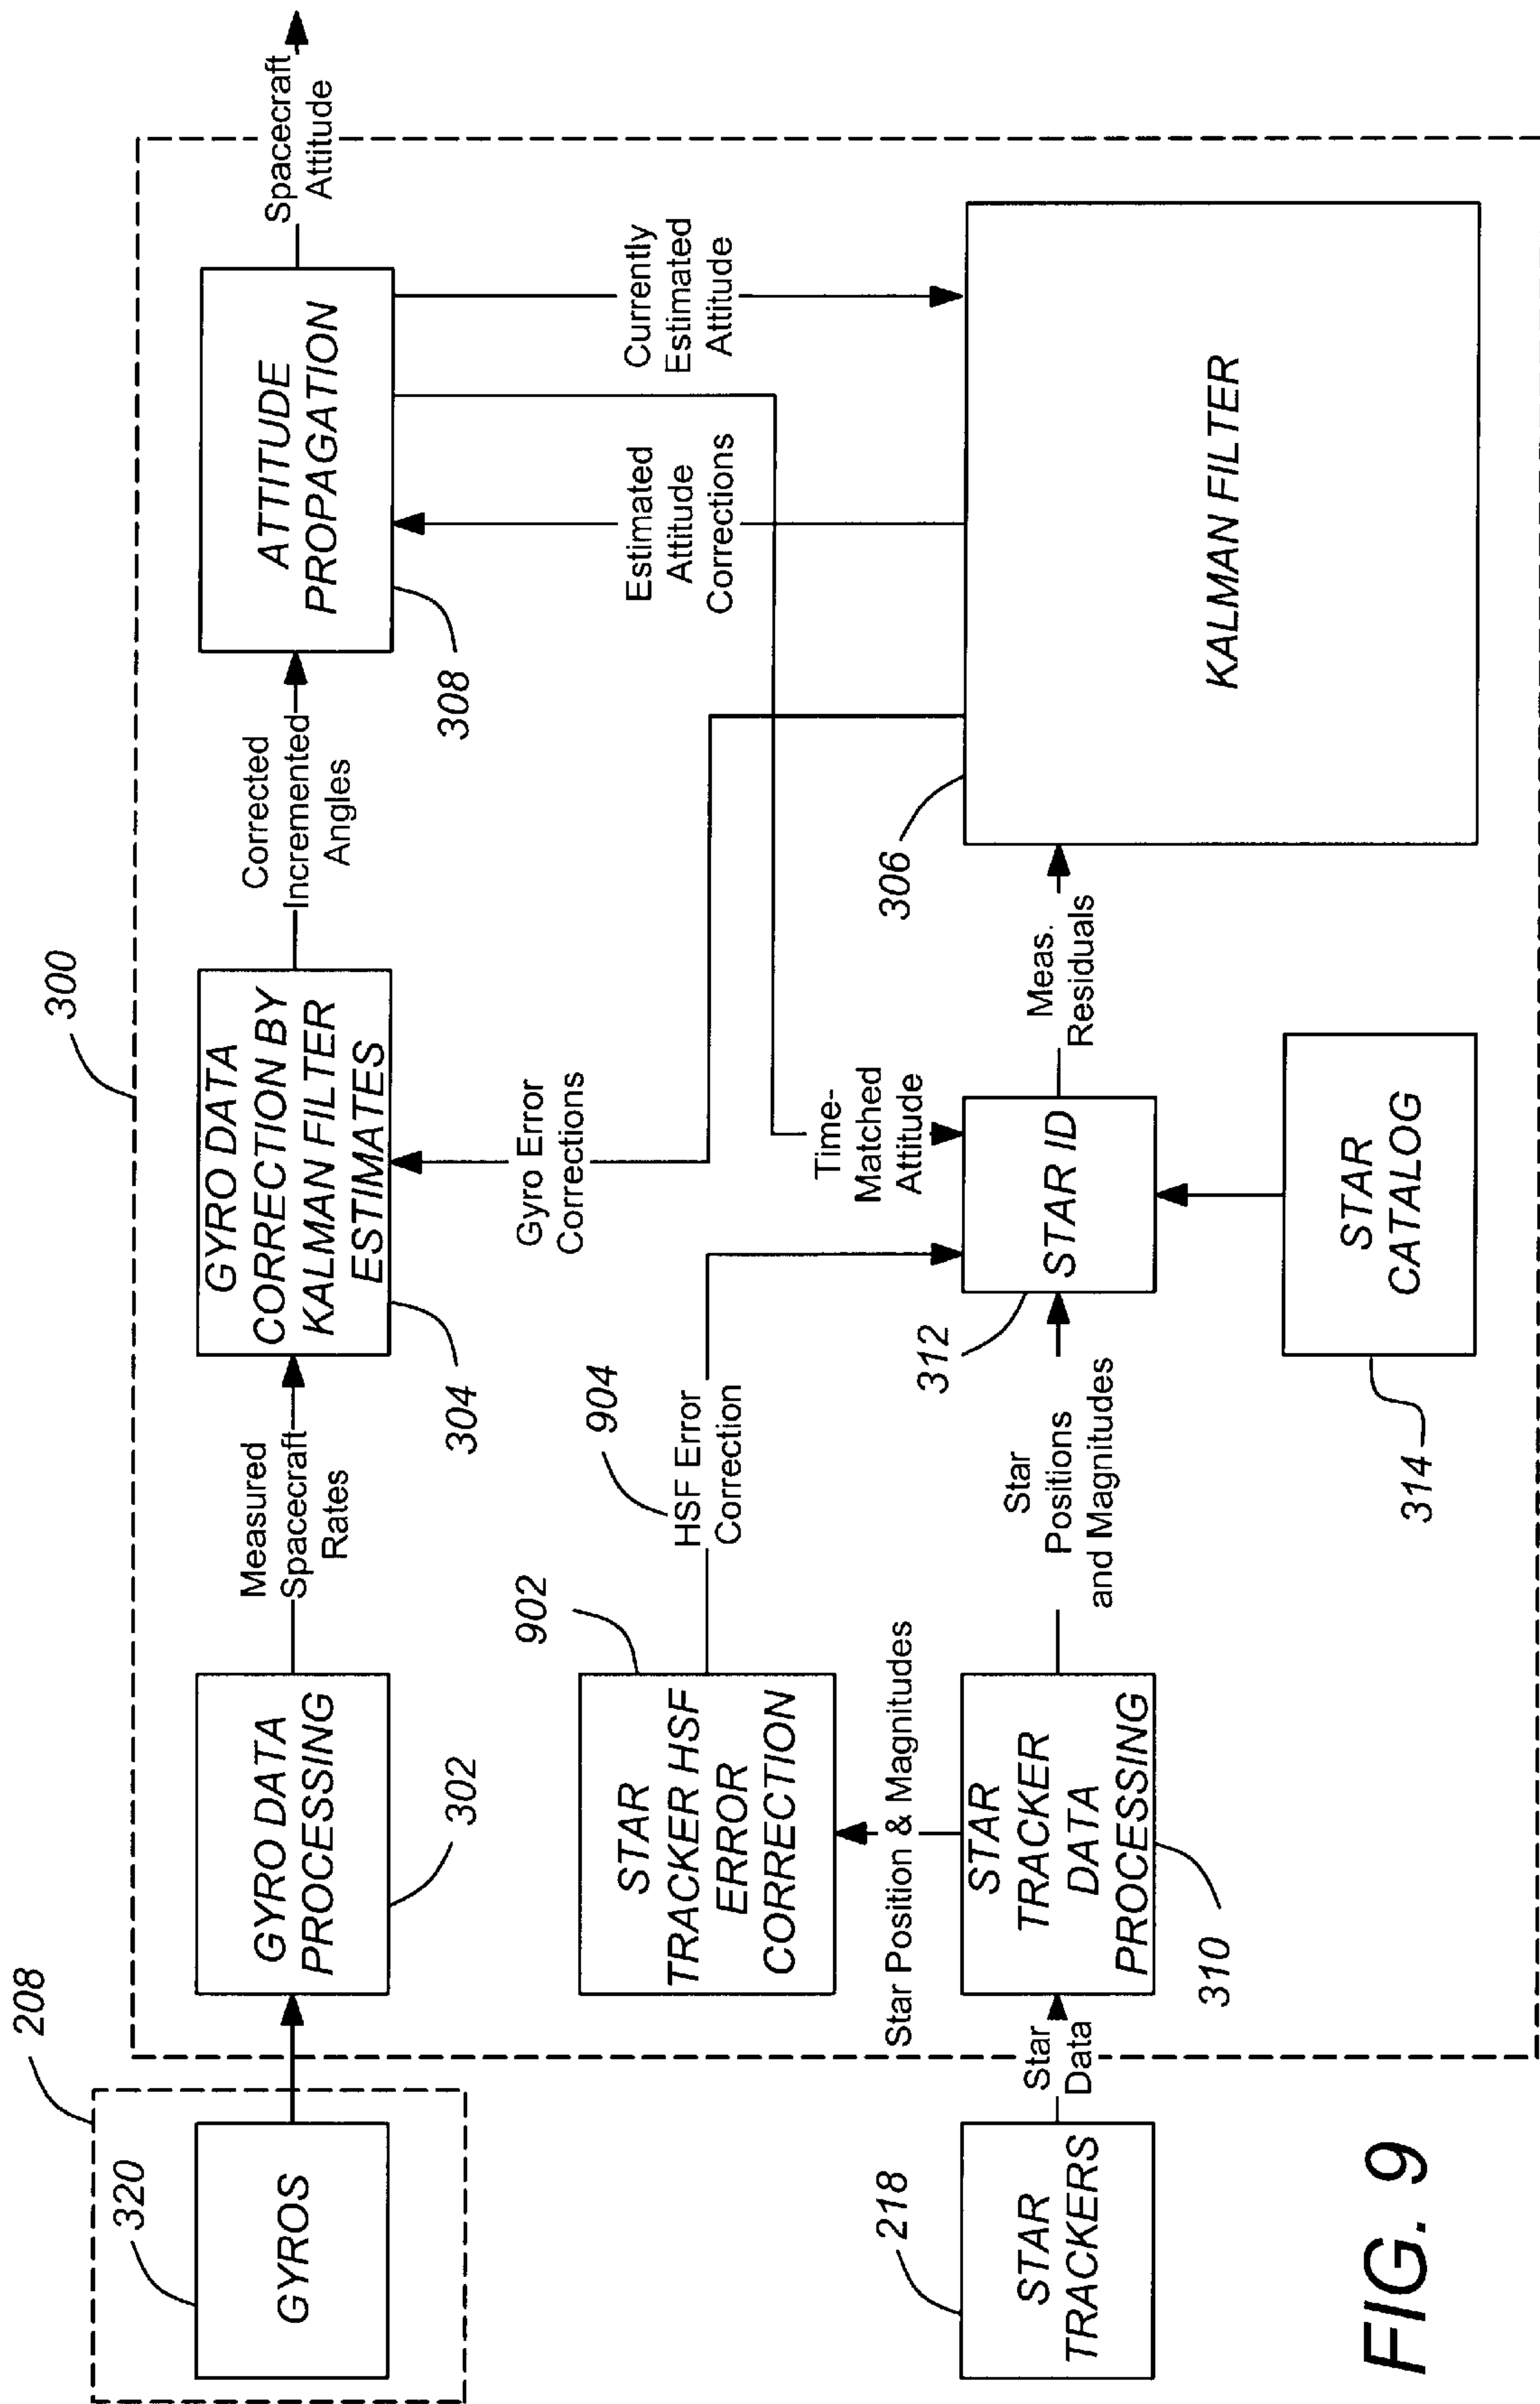 208
320
GYROS
300
GYRO DATA
PROCESSING
302
Measured
Spacecraft
Rates
GYRO DATA
CORRECTION BY
KALMAN FILTER
ESTIMATES
304
Corrected
Incremented
Angles
ATTITUDE
PROPAGATION
308
Spacecraft
Attitude
902
STAR
TRACKER HSF
ERROR
CORRECTION
904
HSF Error
Correction
Gyro Error
Corrections
Estimated
Attitude
Corrections
Currently
Estimated
Attitude
Star Position & Magnitudes
Time-
Matched
Attitude
218
STAR
TRACKERS
Star
Data
STAR
TRACKER
DATA
PROCESSING
310
Star
Positions
and Magnitudes
312
STAR ID
Meas.
Residuals
306
KALMAN FILTER
STAR
CATALOG
314
FIG. 9